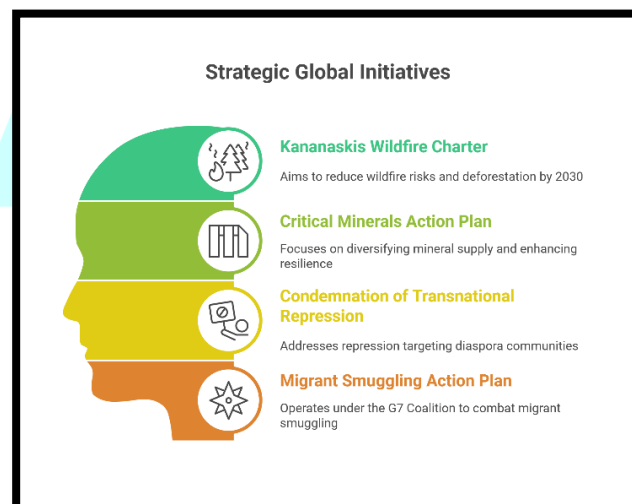 Strategic Global Initiatives
Kananaskis Wildfire Charter
Aims to reduce wildfire risks and deforestation by 2030
Critical Minerals Action Plan
Focuses on diversifying mineral supply and enhancing
resilience
Condemnation of Transnational
Repression
Addresses repression targeting diaspora communities
Migrant Smuggling Action Plan
Operates under the G7 Coalition to combat migrant
smuggling